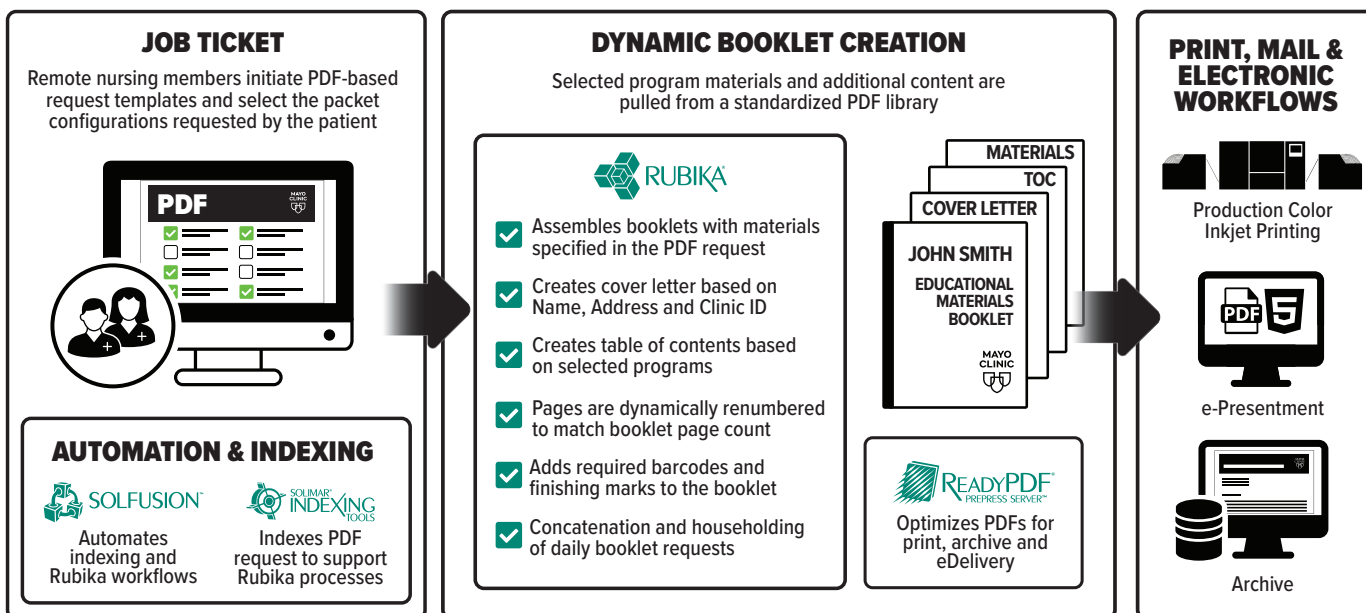 JOB TICKET
Remote nursing members initiate PDF-based
request templates and select the packet
configurations requested by the patient
PDF
MAYO
CLINIC
AUTOMATION & INDEXING
SOLFUSION™
Automates
indexing and
Rubika workflows
SOLIMAR®
INDEXING
TOOLS
Indexes PDF
request to support
Rubika processes
DYNAMIC BOOKLET CREATION
Selected program materials and additional content are
pulled from a standardized PDF library
RUBIKA®
Assembles booklets with materials
specified in the PDF request
Creates cover letter based on
Name, Address and Clinic ID
Creates table of contents based
on selected programs
Pages are dynamically renumbered
to match booklet page count
Adds required barcodes and
finishing marks to the booklet
Concatenation and householding
of daily booklet requests
MATERIALS
TOC
COVER LETTER
JOHN SMITH
EDUCATIONAL
MATERIALS
BOOKLET
MAYO
CLINIC
READYPDF®
PREPRESS SERVER™
Optimizes PDFs for
print, archive and
eDelivery
PRINT, MAIL &
ELECTRONIC
WORKFLOWS
Production Color
Inkjet Printing
PDF 5
e-Presentment
Archive